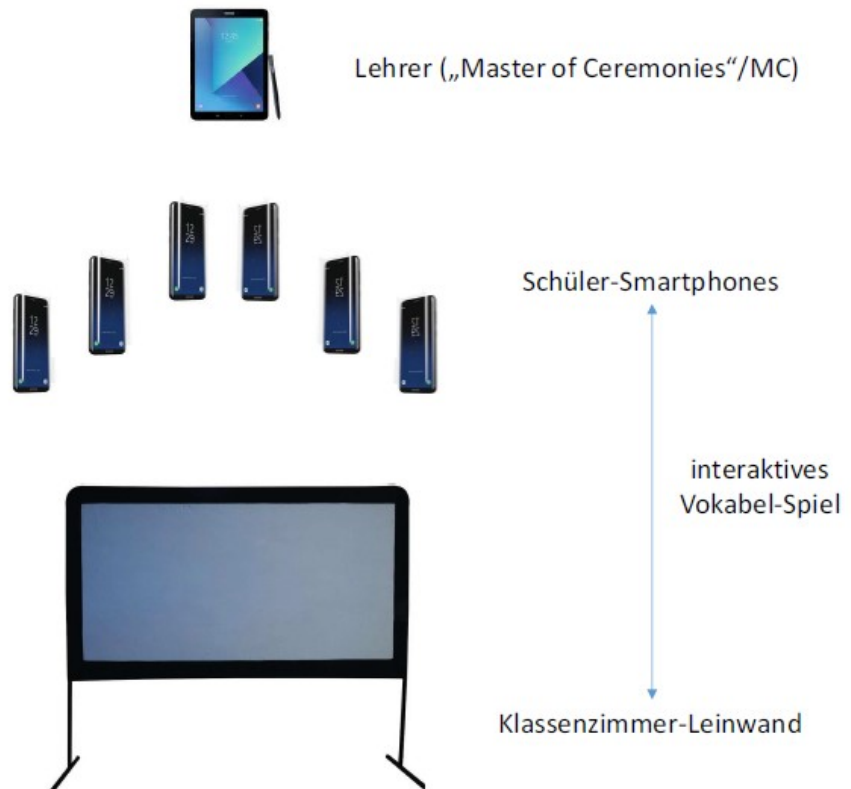 Lehrer („Master of Ceremonies“/MC)
Schüler-Smartphones
interaktives
Vokabel-Spiel
Klassenzimmer-Leinwand